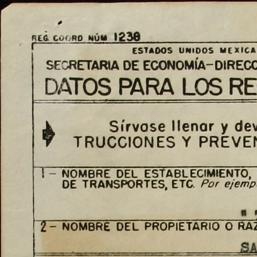 REG. COORD NÚM 1238
ESTADOS UNIDOS MEXICA
SECRETARIA DE ECONOMÍA-DIRECC
DATOS PARA LOS RE
Sírvase llenar y dev
TRUCCIONES Y PREVEN
1- NOMBRE DEL ESTABLECIMIENTO,
DE TRANSPORTES, ETC. Por ejemp
2- NOMBRE DEL PROPIETARIO O RAZ
SA